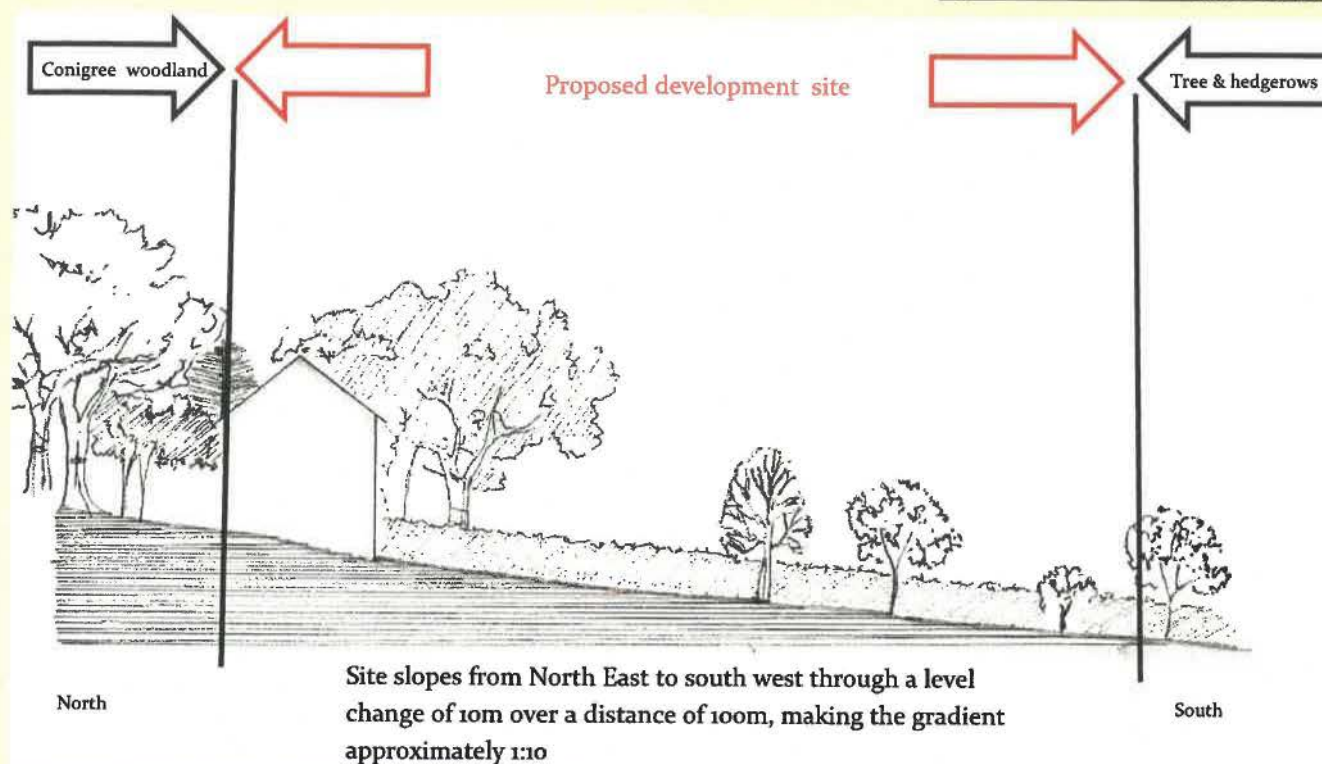 Conigree woodland
Proposed development site
Tree & hedgerows
North
Site slopes from North East to south west through a level
change of 10m over a distance of 100m, making the gradient
approximately 1:10
South